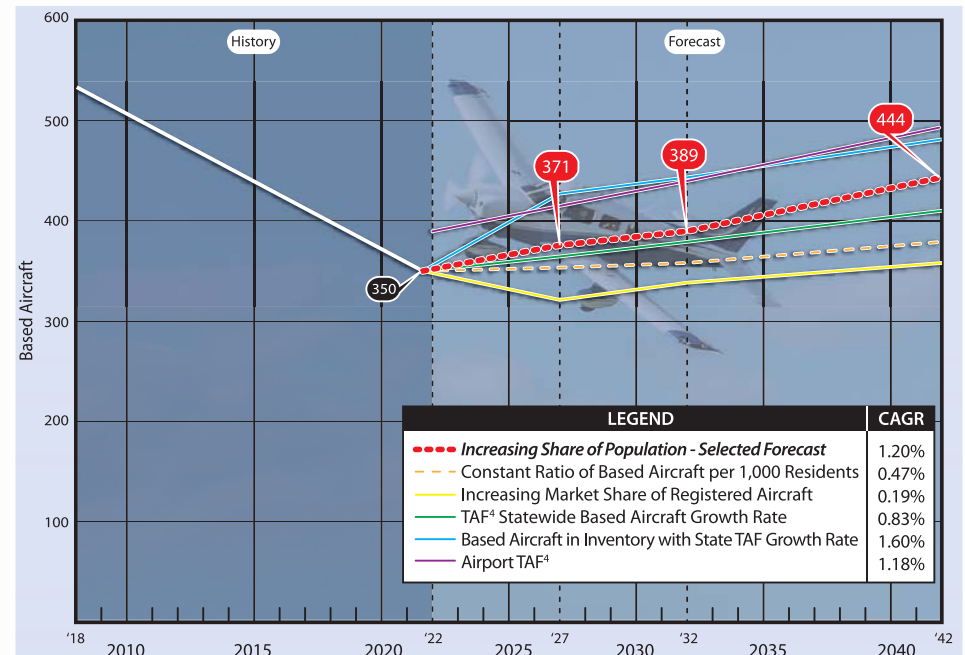 600
History
Forecast
500
444
371
389
400
350
Based Aircraft
300
200
LEGEND CAGR
Increasing Share of Population - Selected Forecast 1.20%
Constant Ratio of Based Aircraft per 1,000 Residents 0.47%
Increasing Market Share of Registered Aircraft 0.19%
TAF⁴ Statewide Based Aircraft Growth Rate 0.83%
Based Aircraft in Inventory with State TAF Growth Rate 1.60%
Airport TAF⁴ 1.18%
100
'18 '22 '27 '32 '42
2010 2015 2020 2025 2030 2035 2040